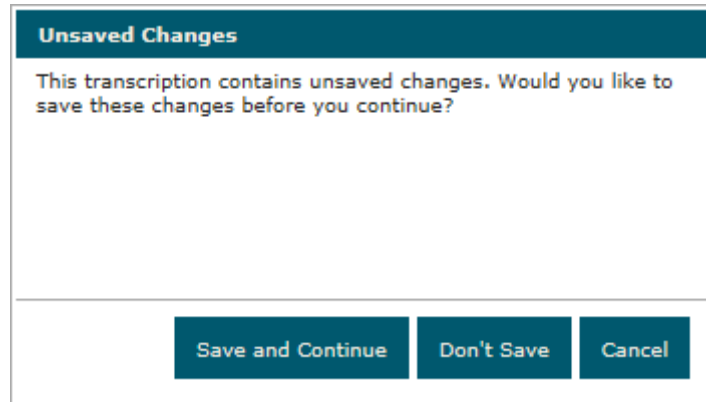 Unsaved Changes
This transcription contains unsaved changes. Would you like to
save these changes before you continue?
Save and Continue Don't Save Cancel